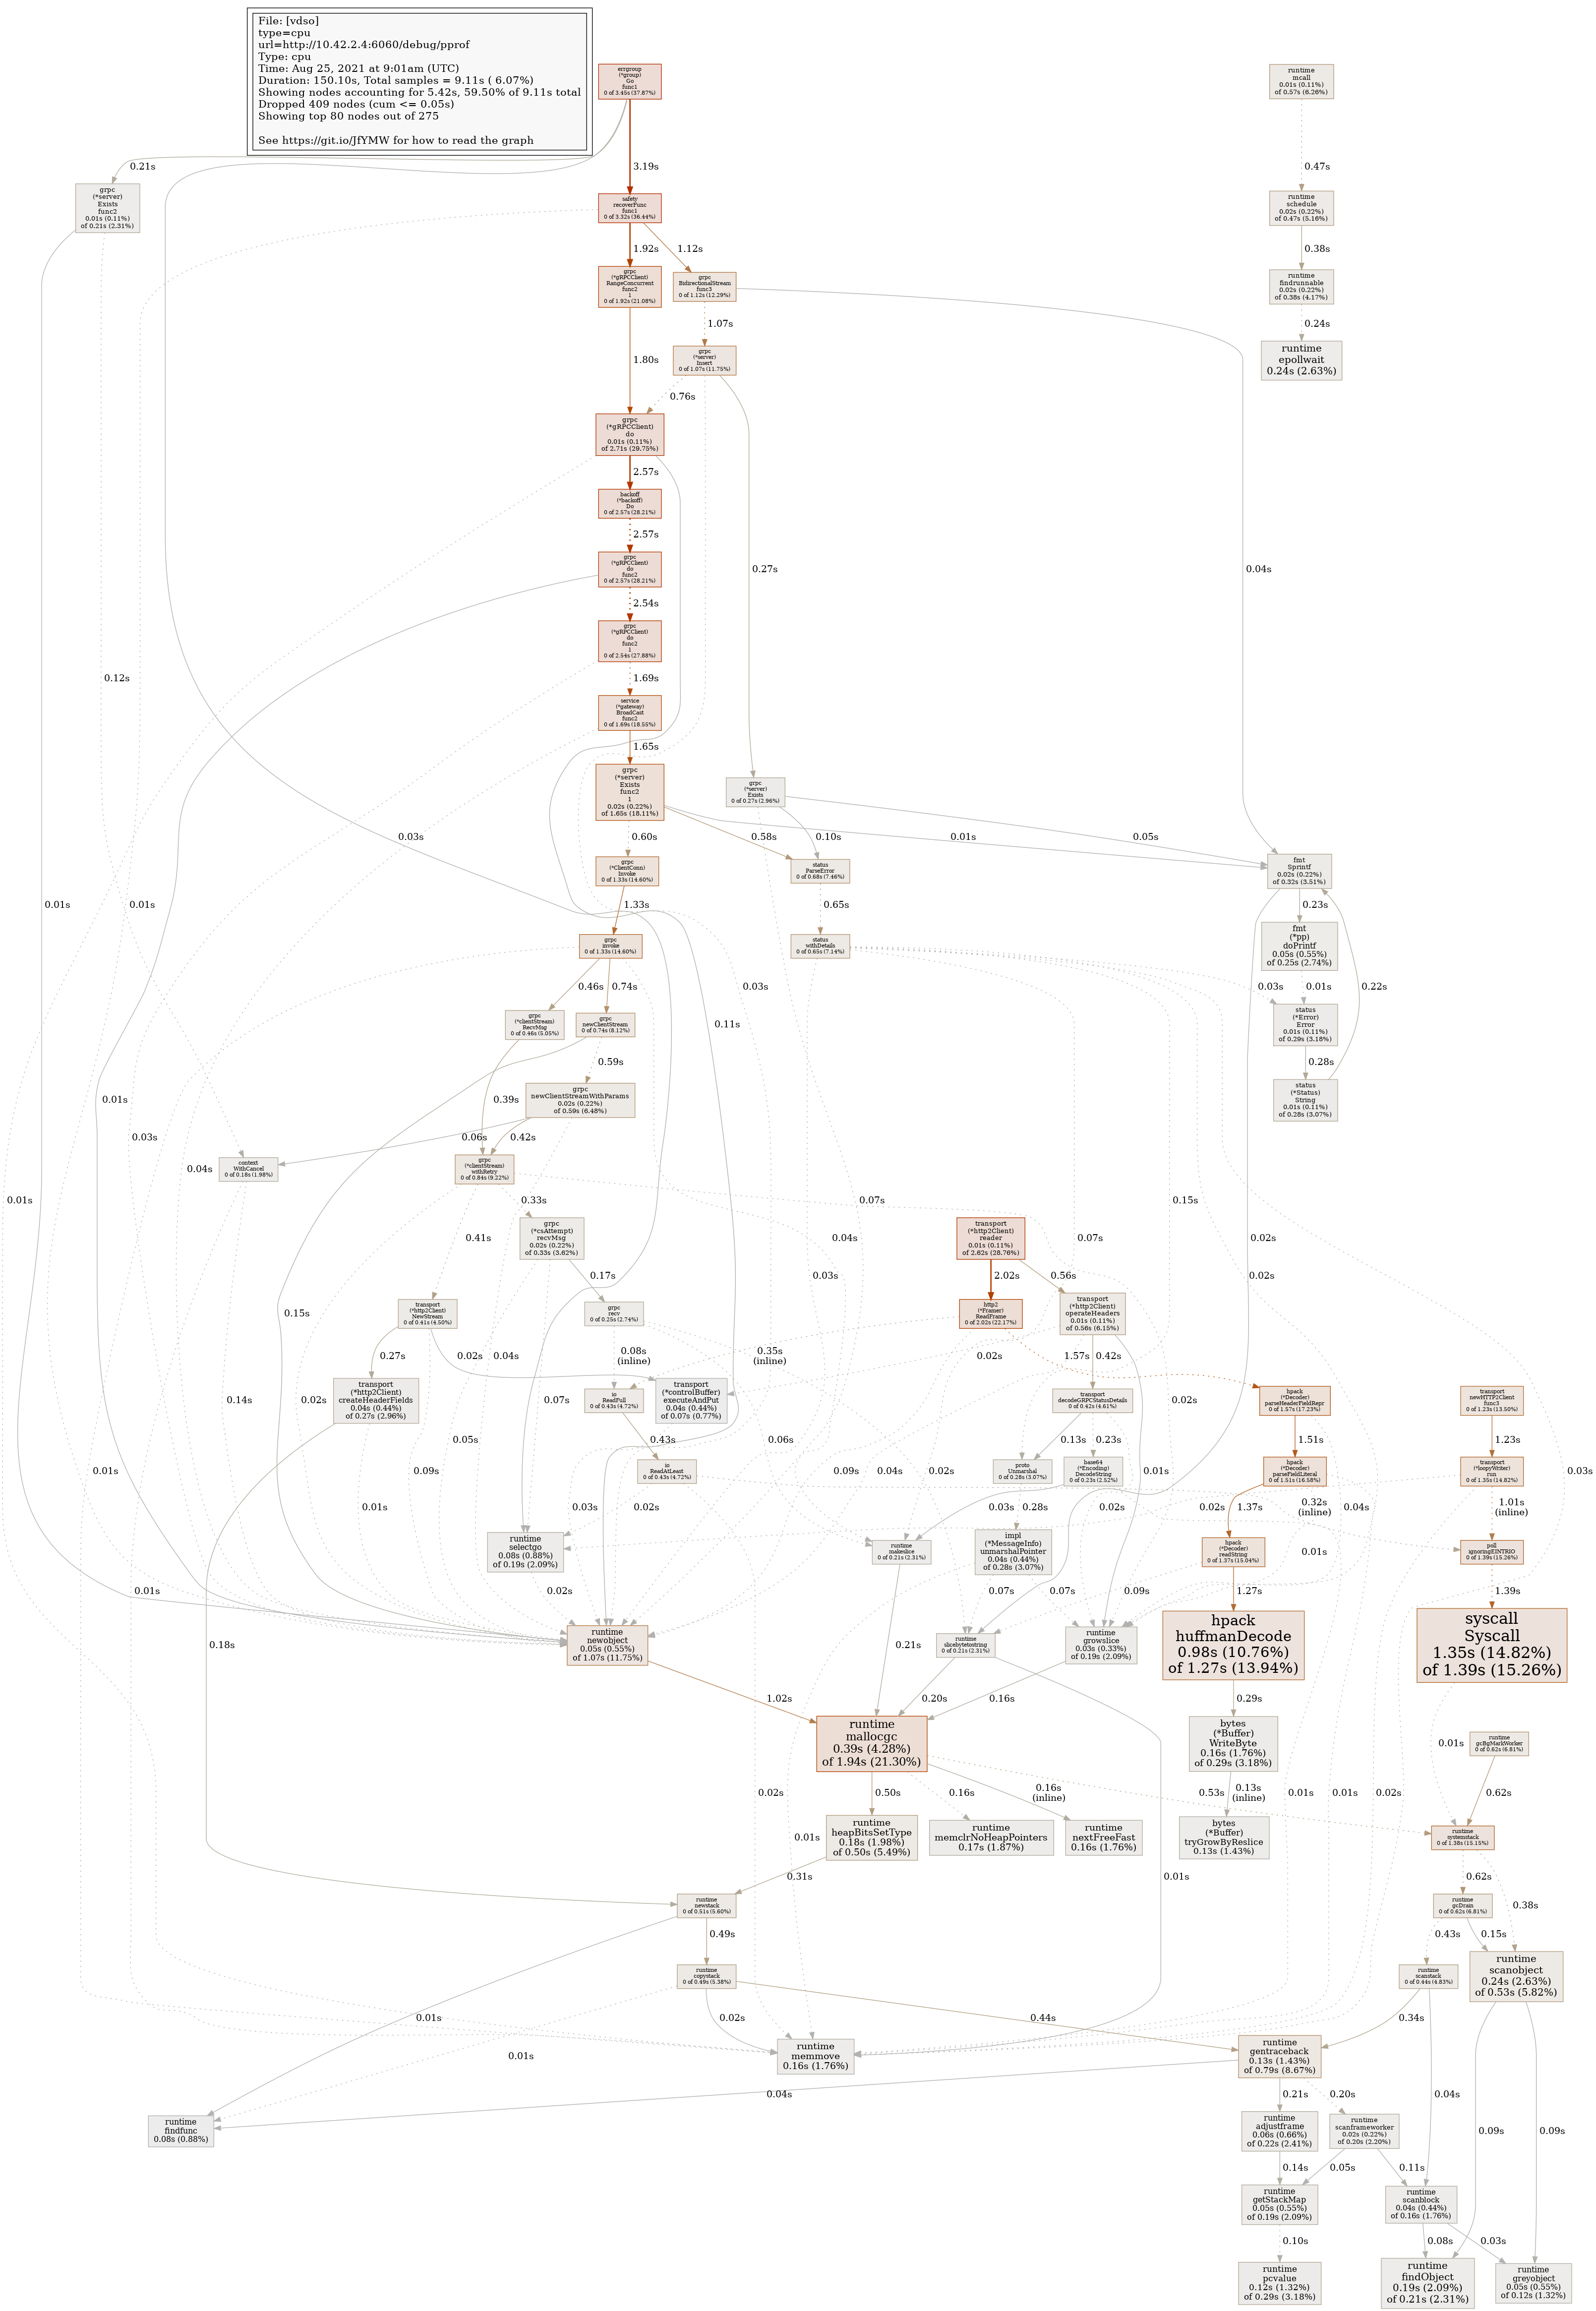 File: [vdso]
type=cpu
url=http://10.42.2.4:6060/debug/pprof
Type: cpu
Time: Aug 25, 2021 at 9:01am (UTC)
Duration: 150.10s, Total samples = 9.11s ( 6.07%)
Showing nodes accounting for 5.42s, 59.50% of 9.11s total
Dropped 409 nodes (cum <= 0.05s)
Showing top 80 nodes out of 275
See https://git.io/JfYMW for how to read the graph
errgroup
(*group)
Go
func1
0 of 3.45s (37.87%)
runtime
mcall
0.01s (0.11%)
of 0.57s (6.26%)
0.21s
3.19s
0.47s
grpc
(*server)
Exists
func2
0.01s (0.11%)
of 0.21s (2.31%)
safety
recoverFunc
func1
0 of 3.32s (36.44%)
runtime
schedule
0.02s (0.22%)
of 0.47s (5.16%)
1.92s
1.12s
0.38s
grpc
(*gRPCClient)
RangeConcurrent
func2
1
0 of 1.92s (21.08%)
grpc
BidirectionalStream
func3
0 of 1.12s (12.29%)
runtime
findrunnable
0.02s (0.22%)
of 0.38s (4.17%)
1.07s
0.24s
1.80s
grpc
(*server)
Insert
0 of 1.07s (11.75%)
runtime
epollwait
0.24s (2.63%)
0.76s
grpc
(*gRPCClient)
do
0.01s (0.11%)
of 2.71s (29.75%)
2.57s
backoff
(*backoff)
Do
0 of 2.57s (28.21%)
2.57s
0.27s
0.04s
grpc
(*gRPCClient)
do
func2
0 of 2.57s (28.21%)
2.54s
grpc
(*gRPCClient)
do
func2
1
0 of 2.54s (27.88%)
0.12s
1.69s
service
(*gateway)
BroadCast
func2
0 of 1.69s (18.55%)
1.65s
grpc
(*server)
Exists
func2
1
0.02s (0.22%)
of 1.65s (18.11%)
grpc
(*server)
Exists
0 of 0.27s (2.96%)
0.03s
0.60s
0.58s
0.10s
0.01s
0.05s
grpc
(*ClientConn)
Invoke
0 of 1.33s (14.60%)
status
ParseError
0 of 0.68s (7.46%)
fmt
Sprintf
0.02s (0.22%)
of 0.32s (3.51%)
0.01s
0.01s
1.33s
0.65s
0.23s
grpc
invoke
0 of 1.33s (14.60%)
status
withDetails
0 of 0.65s (7.14%)
fmt
(*pp)
doPrintf
0.05s (0.55%)
of 0.25s (2.74%)
0.46s
0.74s
0.03s
0.03s
0.01s
0.22s
grpc
(*clientStream)
RecvMsg
0 of 0.46s (5.05%)
grpc
newClientStream
0 of 0.74s (8.12%)
0.11s
status
(*Error)
Error
0.01s (0.11%)
of 0.29s (3.18%)
0.59s
0.28s
0.01s
0.39s
grpc
newClientStreamWithParams
0.02s (0.22%)
of 0.59s (6.48%)
status
(*Status)
String
0.01s (0.11%)
of 0.28s (3.07%)
0.03s
0.06s
0.42s
0.04s
context
WithCancel
0 of 0.18s (1.98%)
grpc
(*clientStream)
withRetry
0 of 0.84s (9.22%)
0.01s
0.33s
0.07s
0.15s
0.41s
grpc
(*csAttempt)
recvMsg
0.02s (0.22%)
of 0.33s (3.62%)
0.04s
transport
(*http2Client)
reader
0.01s (0.11%)
of 2.62s (28.76%)
0.07s
0.02s
0.17s
0.03s
2.02s
0.56s
0.02s
0.15s
transport
(*http2Client)
NewStream
0 of 0.41s (4.50%)
grpc
recv
0 of 0.25s (2.74%)
http2
(*Framer)
ReadFrame
0 of 2.02s (22.17%)
transport
(*http2Client)
operateHeaders
0.01s (0.11%)
of 0.56s (6.15%)
0.27s
0.02s
0.04s
0.08s
(inline)
0.35s
(inline)
0.02s
1.57s
0.42s
transport
(*http2Client)
createHeaderFields
0.04s (0.44%)
of 0.27s (2.96%)
0.14s
0.02s
0.07s
io
ReadFull
0 of 0.43s (4.72%)
transport
(*controlBuffer)
executeAndPut
0.04s (0.44%)
of 0.07s (0.77%)
transport
decodeGRPCStatusDetails
0 of 0.42s (4.61%)
0.02s
hpack
(*Decoder)
parseHeaderFieldRepr
0 of 1.57s (17.23%)
transport
newHTTP2Client
func3
0 of 1.23s (13.50%)
0.05s
0.43s
0.06s
0.13s
0.23s
1.51s
1.23s
0.01s
0.09s
io
ReadAtLeast
0 of 0.43s (4.72%)
0.09s
0.04s
0.02s
proto
Unmarshal
0 of 0.28s (3.07%)
base64
(*Encoding)
DecodeString
0 of 0.23s (2.52%)
0.01s
hpack
(*Decoder)
parseFieldLiteral
0 of 1.51s (16.58%)
transport
(*loopyWriter)
run
0 of 1.35s (14.82%)
0.03s
0.01s
0.03s
0.02s
0.03s
0.28s
0.02s
0.02s
1.37s
0.32s
(inline)
0.04s
1.01s
(inline)
runtime
selectgo
0.08s (0.88%)
of 0.19s (2.09%)
runtime
makeslice
0 of 0.21s (2.31%)
impl
(*MessageInfo)
unmarshalPointer
0.04s (0.44%)
of 0.28s (3.07%)
hpack
(*Decoder)
readString
0 of 1.37s (15.04%)
0.01s
poll
ignoringEINTRIO
0 of 1.39s (15.26%)
0.01s
0.02s
0.07s
0.07s
0.09s
1.27s
1.39s
0.18s
runtime
newobject
0.05s (0.55%)
of 1.07s (11.75%)
0.21s
runtime
slicebytetostring
0 of 0.21s (2.31%)
runtime
growslice
0.03s (0.33%)
of 0.19s (2.09%)
hpack
huffmanDecode
0.98s (10.76%)
of 1.27s (13.94%)
syscall
Syscall
1.35s (14.82%)
of 1.39s (15.26%)
1.02s
0.20s
0.16s
0.29s
runtime
mallocgc
0.39s (4.28%)
of 1.94s (21.30%)
bytes
(*Buffer)
WriteByte
0.16s (1.76%)
of 0.29s (3.18%)
0.01s
runtime
gcBgMarkWorker
0 of 0.62s (6.81%)
0.02s
0.50s
0.16s
0.16s
(inline)
0.53s
0.13s
(inline)
0.01s
0.01s
0.02s
0.62s
0.01s
runtime
heapBitsSetType
0.18s (1.98%)
of 0.50s (5.49%)
runtime
memclrNoHeapPointers
0.17s (1.87%)
runtime
nextFreeFast
0.16s (1.76%)
bytes
(*Buffer)
tryGrowByReslice
0.13s (1.43%)
runtime
systemstack
0 of 1.38s (15.15%)
0.31s
0.01s
0.62s
0.38s
runtime
newstack
0 of 0.51s (5.60%)
runtime
gcDrain
0 of 0.62s (6.81%)
0.49s
0.43s
0.15s
runtime
copystack
0 of 0.49s (5.38%)
runtime
scanstack
0 of 0.44s (4.83%)
runtime
scanobject
0.24s (2.63%)
of 0.53s (5.82%)
0.01s
0.02s
0.44s
0.34s
0.01s
runtime
memmove
0.16s (1.76%)
runtime
gentraceback
0.13s (1.43%)
of 0.79s (8.67%)
0.04s
0.21s
0.20s
0.04s
0.09s
0.09s
runtime
findfunc
0.08s (0.88%)
runtime
adjustframe
0.06s (0.66%)
of 0.22s (2.41%)
runtime
scanframeworker
0.02s (0.22%)
of 0.20s (2.20%)
0.14s
0.05s
0.11s
runtime
getStackMap
0.05s (0.55%)
of 0.19s (2.09%)
runtime
scanblock
0.04s (0.44%)
of 0.16s (1.76%)
0.10s
0.08s
0.03s
runtime
pcvalue
0.12s (1.32%)
of 0.29s (3.18%)
runtime
findObject
0.19s (2.09%)
of 0.21s (2.31%)
runtime
greyobject
0.05s (0.55%)
of 0.12s (1.32%)